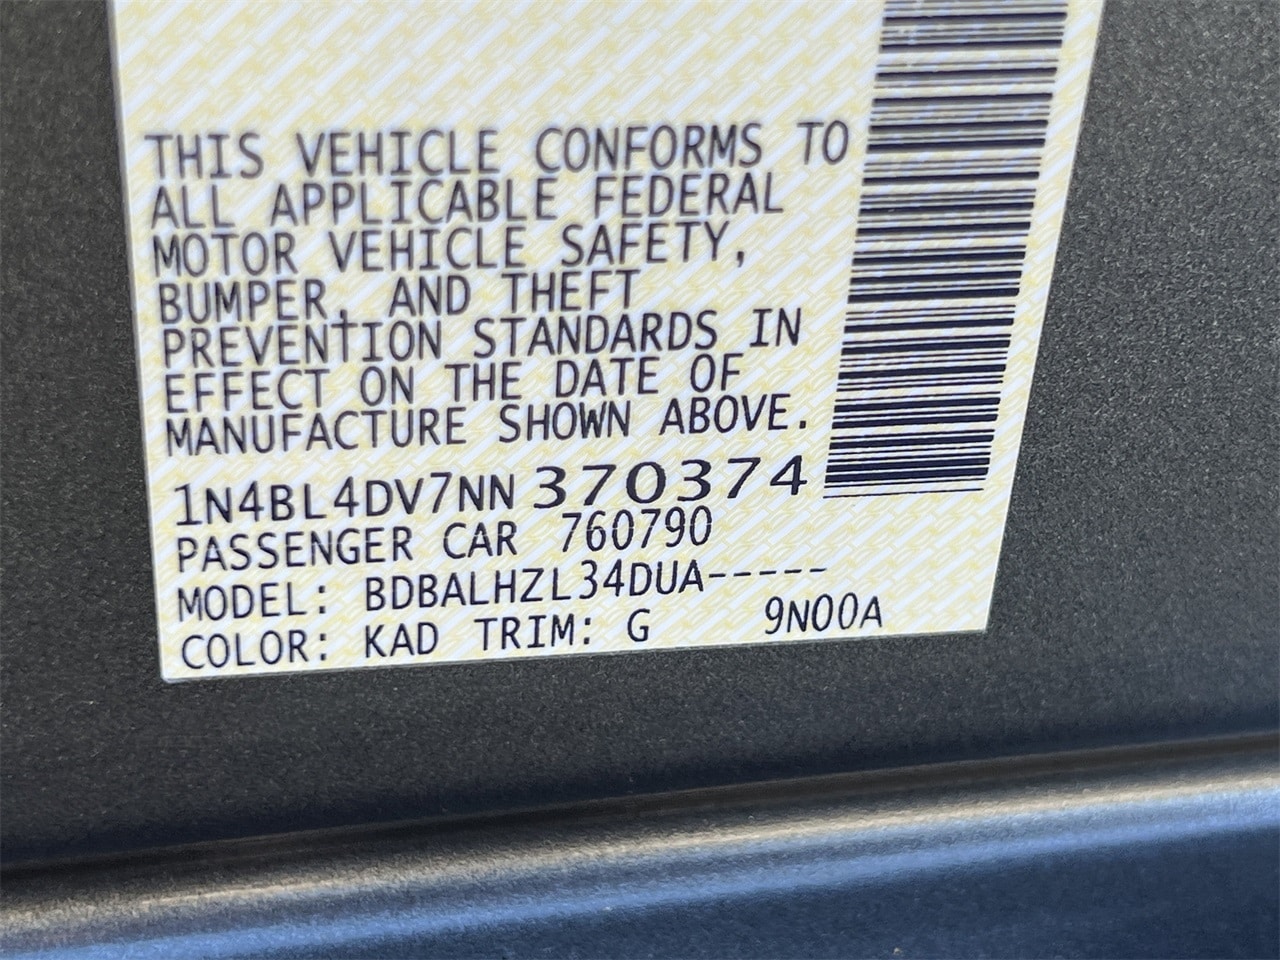 THIS VEHICLE CONFORMS TO
ALL APPLICABLE FEDERAL
MOTOR VEHICLE SAFETY,
BUMPER, AND THEFT
PREVENTION STANDARDS IN
EFFECT ON THE DATE OF
MANUFACTURE SHOWN ABOVE.
1N4BL4DV7NN370374
PASSENGER CAR 760790
MODEL: BDBALHZL34DUA-----
COLOR: KAD TRIM: G 9N00A